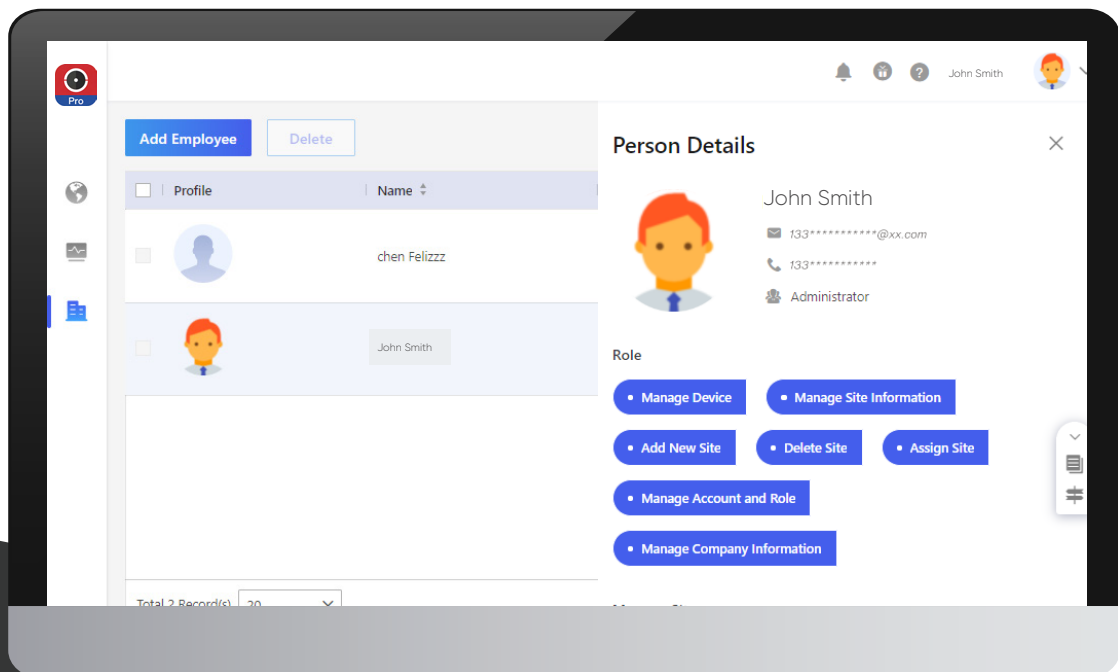 Pro
John Smith
Add Employee
Delete
Profile
Name
chen Felizzz
John Smith
Total 2 Record(s)
20
Person Details
John Smith
133***********@xx.com
133***********
Administrator
Role
Manage Device
Manage Site Information
Add New Site
Delete Site
Assign Site
Manage Account and Role
Manage Company Information